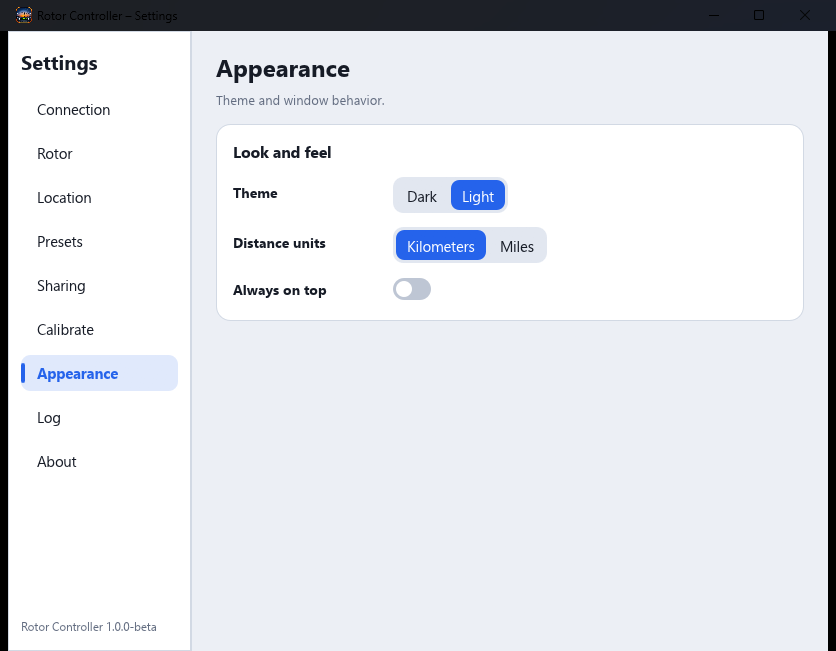 Rotor Controller – Settings
Settings
Connection
Rotor
Location
Presets
Sharing
Calibrate
Appearance
Log
About
Rotor Controller 1.0.0-beta
Appearance
Theme and window behavior.
Look and feel
Theme
Dark
Light
Distance units
Kilometers
Miles
Always on top